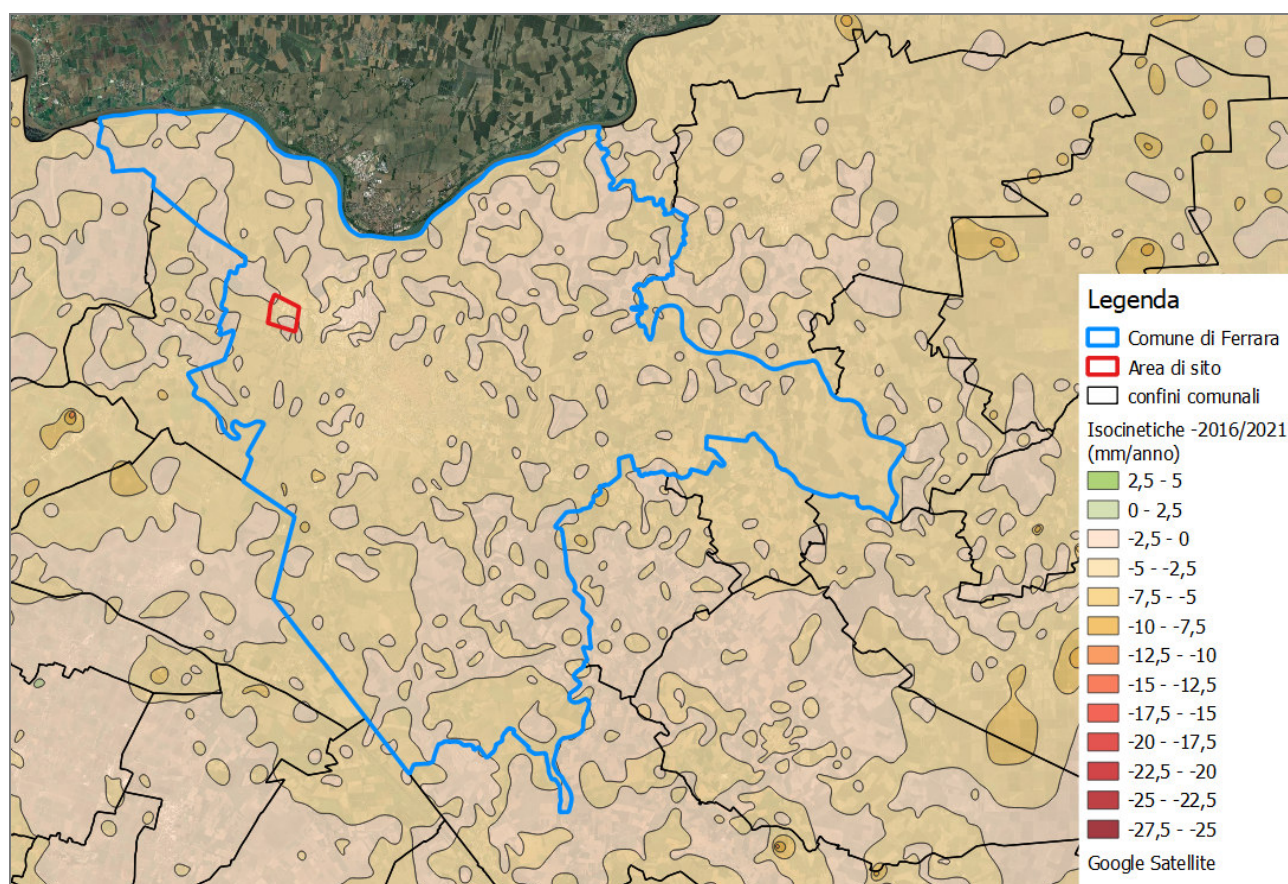 Legenda
Comune di Ferrara
Area di sito
confini comunali
Isocinetiche -2016/2021
(mm/anno)
2,5 - 5
0 - 2,5
-2,5 - 0
-5 - -2,5
-7,5 - -5
-10 - -7,5
-12,5 - -10
-15 - -12,5
-17,5 - -15
-20 - -17,5
-22,5 - -20
-25 - -22,5
-27,5 - -25
Google Satellite